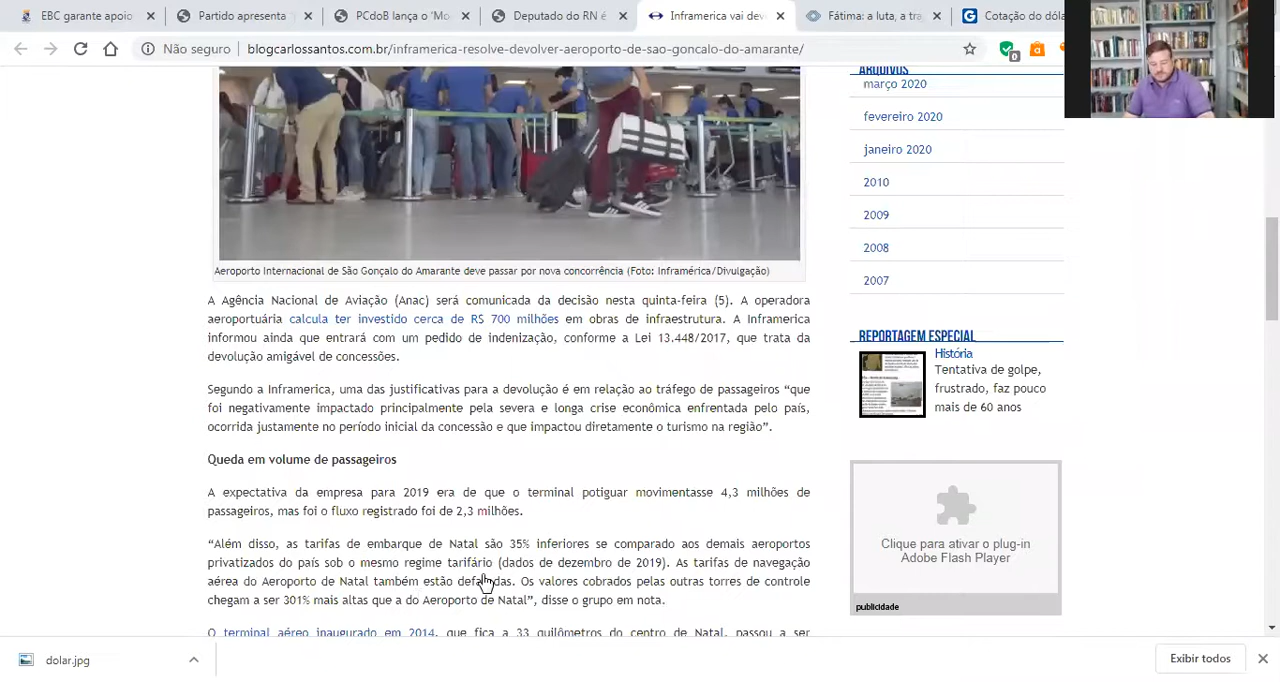 EBC garante apoio
Partido apresenta
PCdoB lança o 'Mo
Deputado do RN é
Inframerica vai dev
Fátima: a luta, a tra
Cotação do dóla
Não seguro
blogcarlossantos.com.br/inframerica-resolve-devolver-aeroporto-de-sao-goncalo-do-amarante/
0
a
Aeroporto Internacional de São Gonçalo do Amarante deve passar por nova concorrência (Foto: Inframérica/Divulgação)
A Agência Nacional de Aviação (Anac) será comunicada da decisão nesta quinta-feira (5). A operadora
aeroportuária calcula ter investido cerca de R$ 700 milhões em obras de infraestrutura. A Inframerica
informou ainda que entrará com um pedido de indenização, conforme a Lei 13.448/2017, que trata da
devolução amigável de concessões.
Segundo a Inframerica, uma das justificativas para a devolução é em relação ao tráfego de passageiros “que
foi negativamente impactado principalmente pela severa e longa crise econômica enfrentada pelo país,
rida justamente no período inicial da concessão e o que impactou diretamente o turismo na região”.
Queda em volume de passageiros
A expectativa da empresa para 2019 era de que o terminal potiguar movimentasse 4,3 milhões de
passageiros, mas foi o fluxo registrado foi de 2,3 milhões.
“Além disso, as tarifas de embarque de Natal são 35% inferiores se comparado aos demais aeroportos
privatizados do país sob o mesmo regime tarifário (dados de dezembro de 2019). As tarifas de navegação
aérea do Aeroporto de Natal também estão defasadas. Os valores cobrados pelas outras torres de controle
chegam a ser 301% mais altas que a do Aeroporto de Natal”, disse o grupo em nota.
O terminal aéreo inaugurado em 2014, que fica a 33 quilômetros do centro de Natal, passou a ser
ARQUIVOS
março 2020
fevereiro 2020
janeiro 2020
2010
2009
2008
2007
REPORTAGEM ESPECIAL
História
Tentativa de golpe,
frustrado, faz pouco
mais de 60 anos
Clique para ativar o plug-in
Adobe Flash Player
publicidade
dolar.jpg
Exibir todos